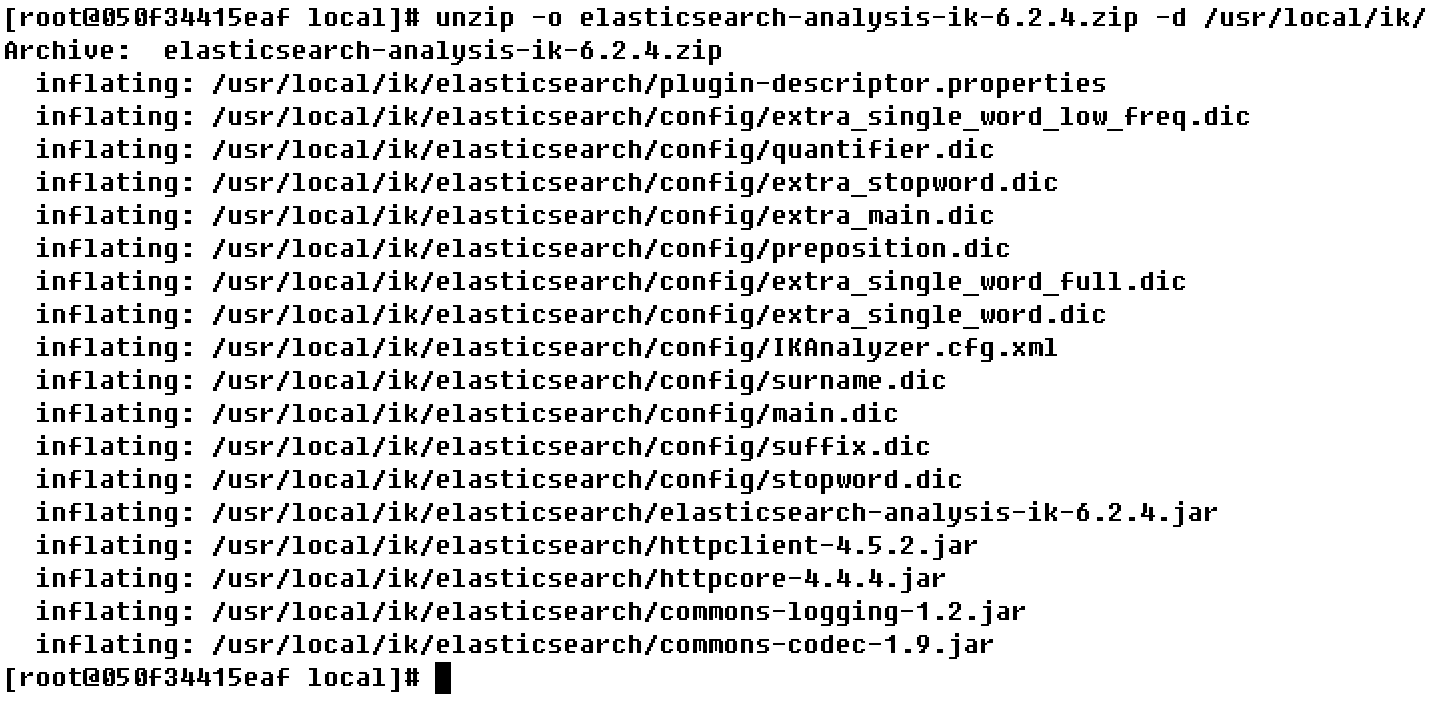 [root@050f34415eaf local]# unzip -o elasticsearch-analysis-ik-6.2.4.zip -d /usr/local/ik/
Archive:  elasticsearch-analysis-ik-6.2.4.zip
  inflating: /usr/local/ik/elasticsearch/plugin-descriptor.properties
  inflating: /usr/local/ik/elasticsearch/config/extra_single_word_low_freq.dic
  inflating: /usr/local/ik/elasticsearch/config/quantifier.dic
  inflating: /usr/local/ik/elasticsearch/config/extra_stopword.dic
  inflating: /usr/local/ik/elasticsearch/config/extra_main.dic
  inflating: /usr/local/ik/elasticsearch/config/preposition.dic
  inflating: /usr/local/ik/elasticsearch/config/extra_single_word_full.dic
  inflating: /usr/local/ik/elasticsearch/config/extra_single_word.dic
  inflating: /usr/local/ik/elasticsearch/config/IKAnalyzer.cfg.xml
  inflating: /usr/local/ik/elasticsearch/config/surname.dic
  inflating: /usr/local/ik/elasticsearch/config/main.dic
  inflating: /usr/local/ik/elasticsearch/config/suffix.dic
  inflating: /usr/local/ik/elasticsearch/config/stopword.dic
  inflating: /usr/local/ik/elasticsearch/elasticsearch-analysis-ik-6.2.4.jar
  inflating: /usr/local/ik/elasticsearch/httpclient-4.5.2.jar
  inflating: /usr/local/ik/elasticsearch/httpcore-4.4.4.jar
  inflating: /usr/local/ik/elasticsearch/commons-logging-1.2.jar
  inflating: /usr/local/ik/elasticsearch/commons-codec-1.9.jar
[root@050f34415eaf local]#